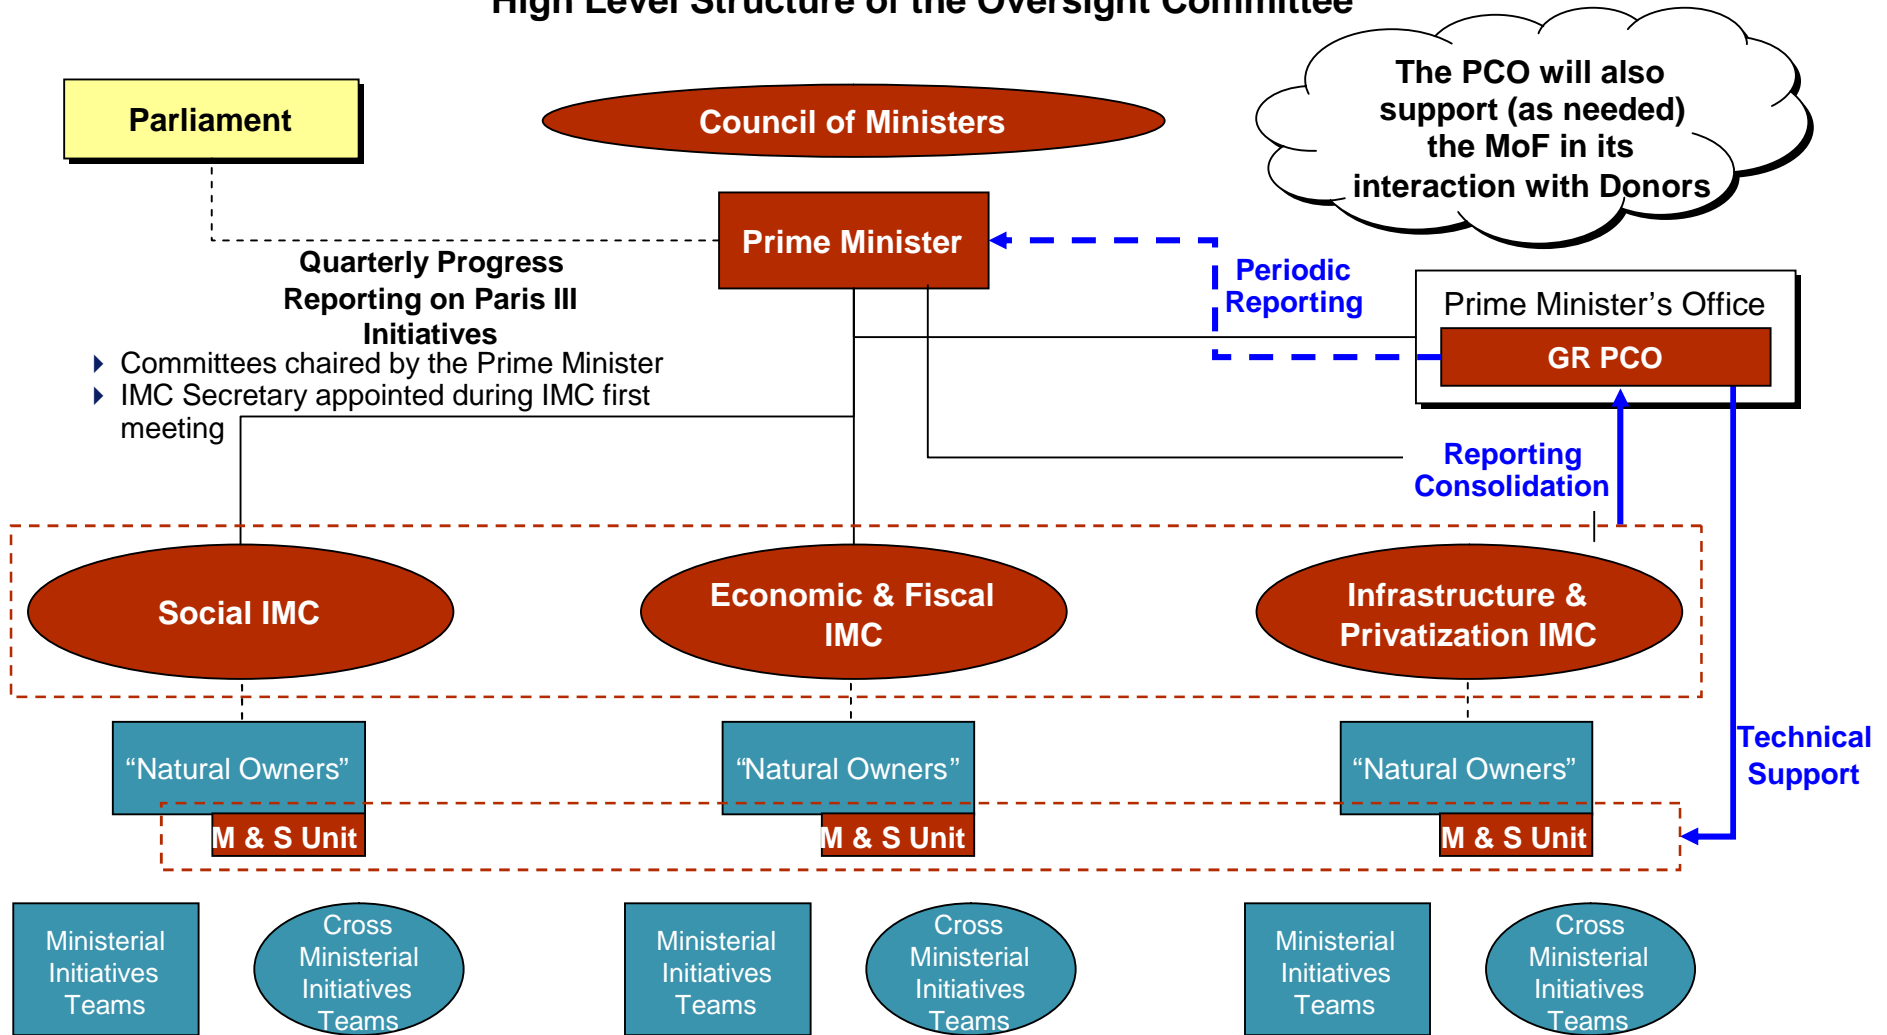 High Level Structure of the Oversight Committee
The PCO will also
support (as needed)
the MoF in its
interaction with Donors
Parliament
Council of Ministers
Prime Minister
Quarterly Progress
Reporting on Paris III
Initiatives
Committees chaired by the Prime Minister
IMC Secretary appointed during IMC first
meeting
Periodic
Reporting
Prime Minister’s Office
GR PCO
Reporting
Consolidation
Social IMC
Economic & Fiscal
IMC
Infrastructure &
Privatization IMC
“Natural Owners”
“Natural Owners”
“Natural Owners”
Technical
Support
M & S Unit
M & S Unit
M & S Unit
Ministerial
Initiatives
Teams
Cross
Ministerial
Initiatives
Teams
Ministerial
Initiatives
Teams
Cross
Ministerial
Initiatives
Teams
Ministerial
Initiatives
Teams
Cross
Ministerial
Initiatives
Teams